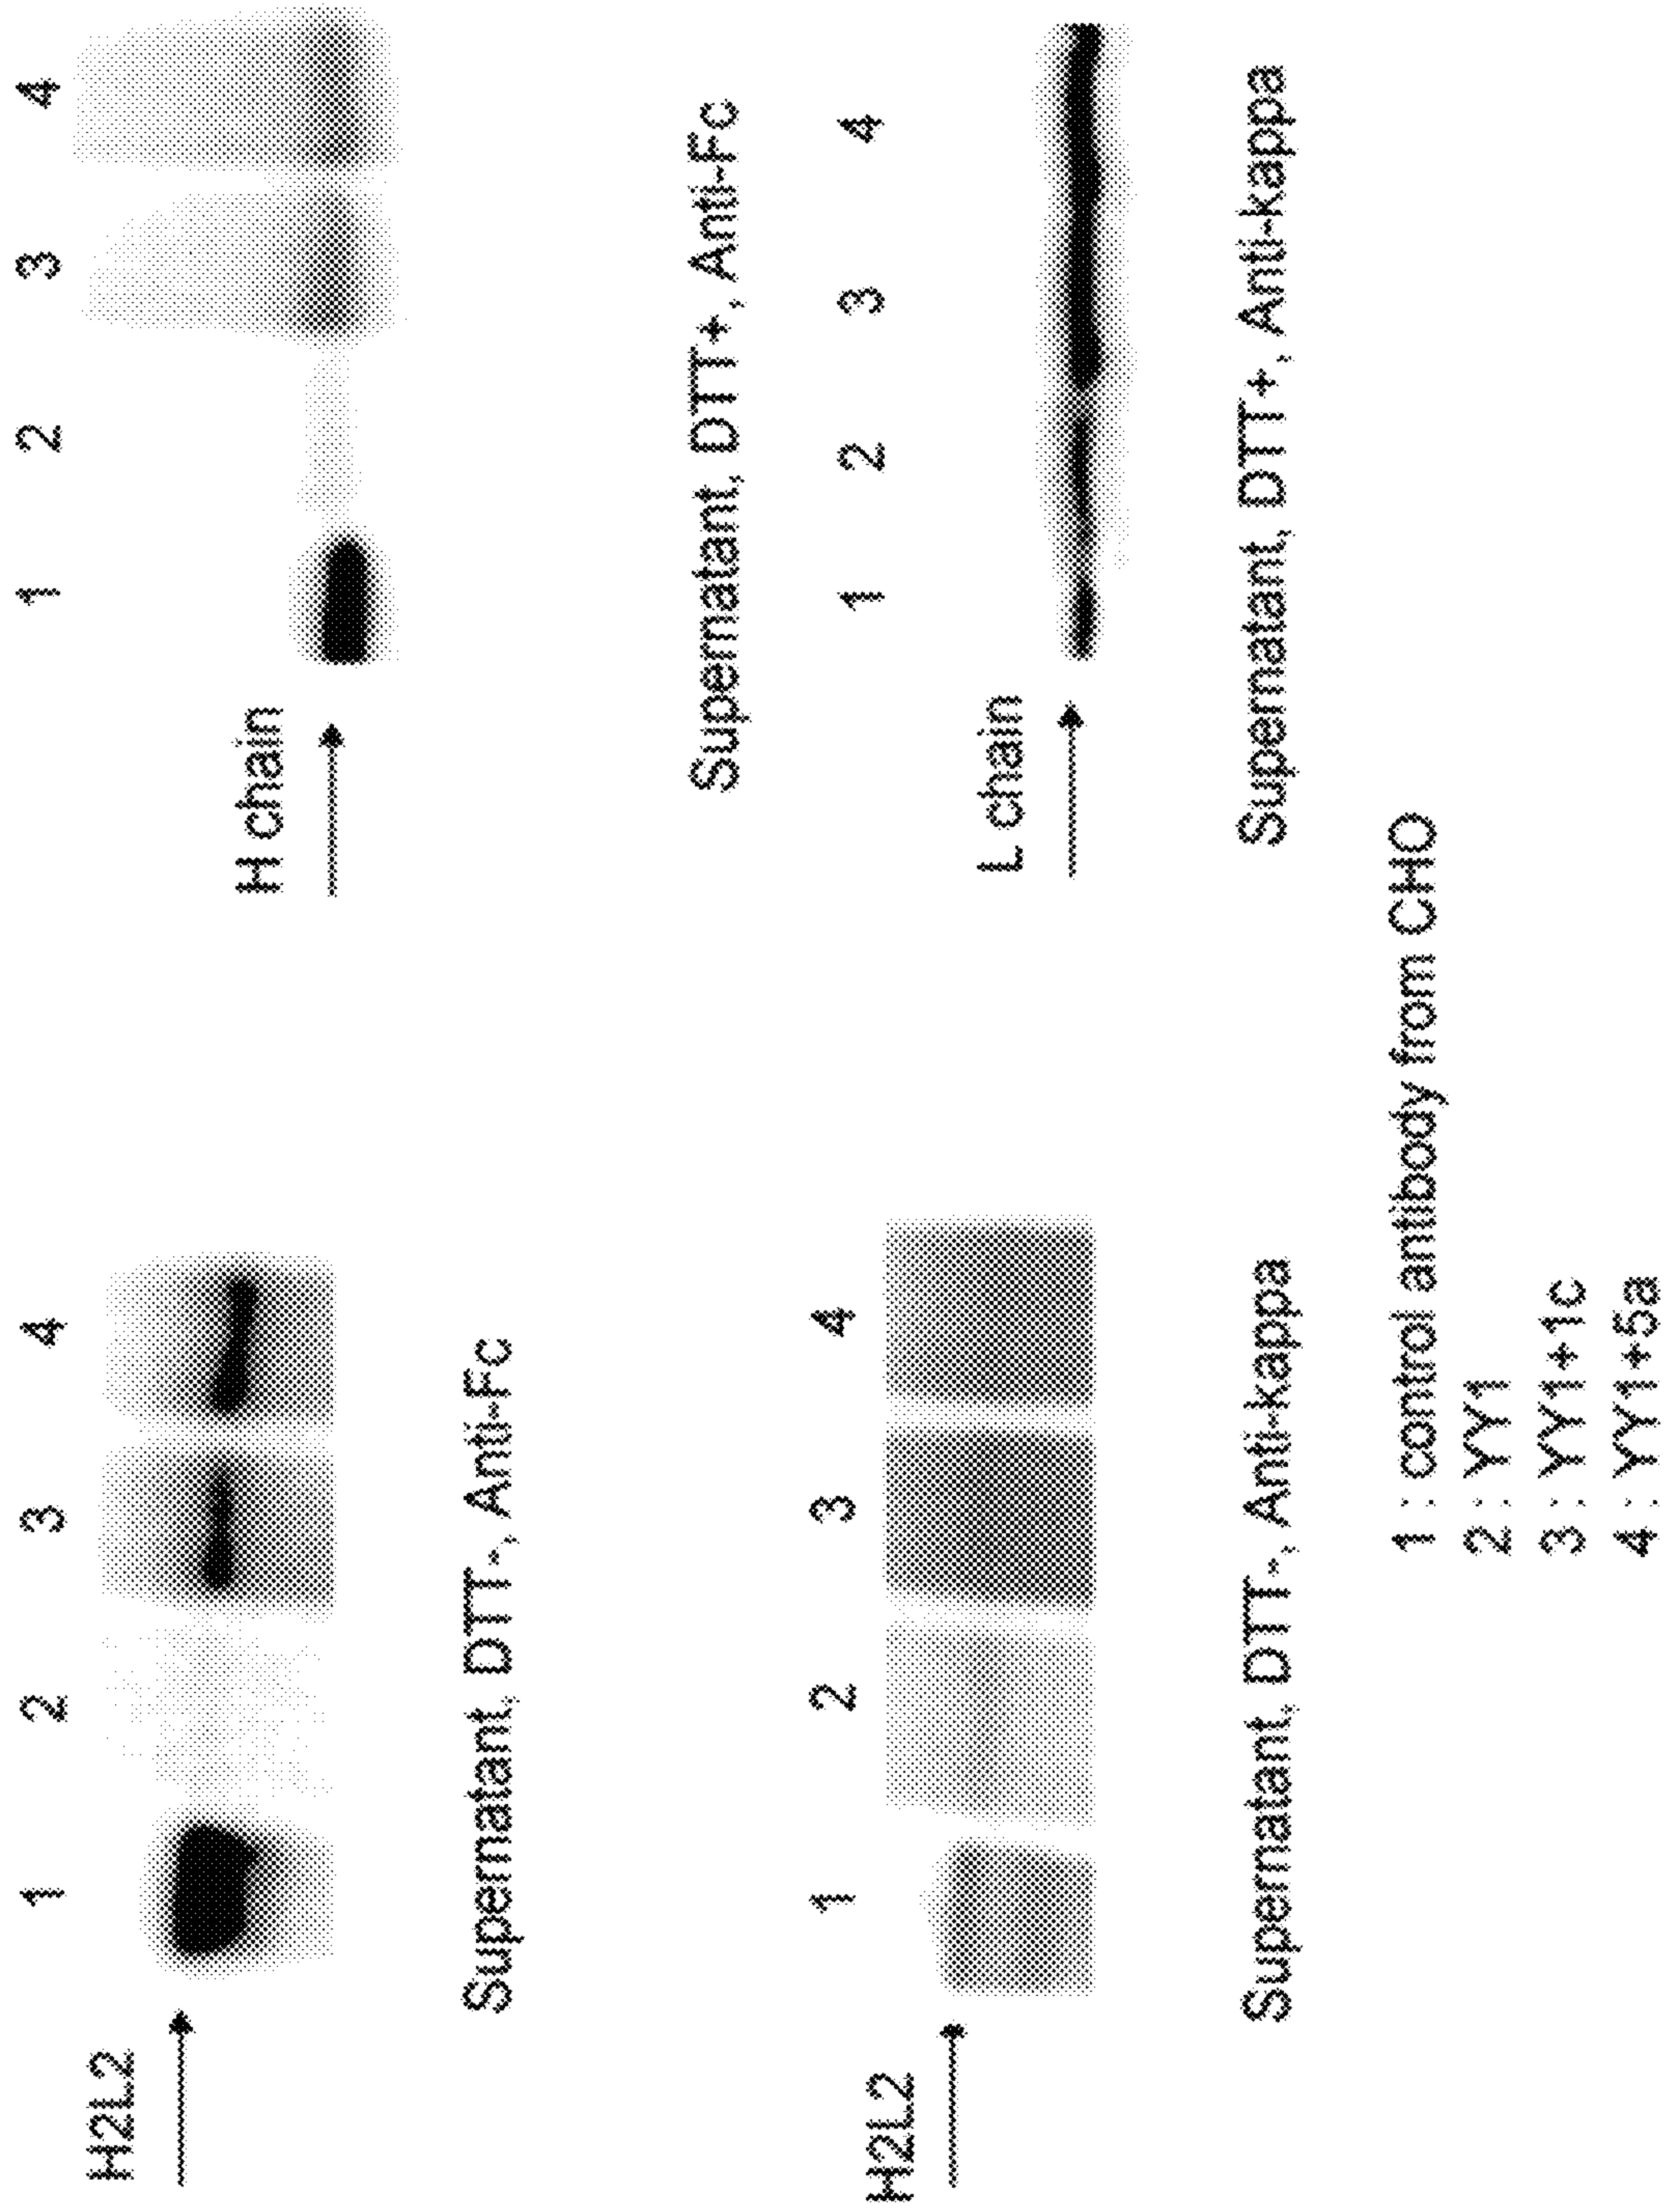 1 2 3 4
H2L2
Supernatant, DTT-, Anti-Fc
1 2 3 4
H chain
Supernatant, DTT+, Anti-Fc
1 2 3 4
H2L2
Supernatant, DTT-, Anti-kappa
1 2 3 4
L chain
Supernatant, DTT+, Anti-kappa
1 : control antibody from CHO
2 : YY1
3 : YY1+1c
4 : YY1+5a